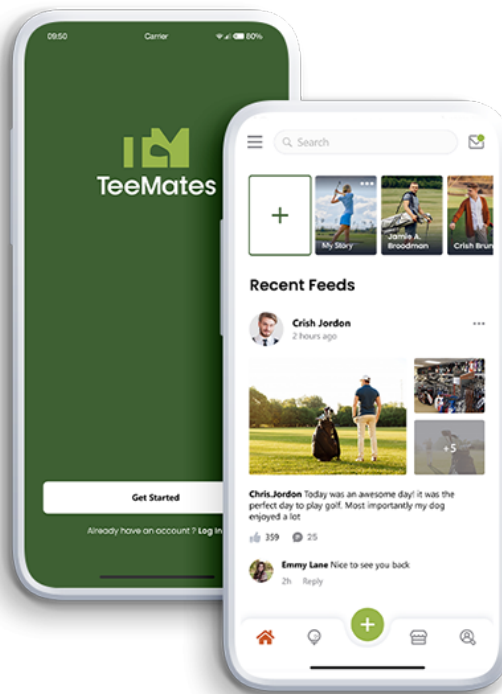 09:50
Carrier
80%
TeeMates
Get Started
Already have an account ? Log In
Search
My Story
Jamie A.
Broodman
Crish Brun
Recent Feeds
Crish Jordon
2 hours ago
+5
Chris.Jordon Today was an awesome day! it was the
perfect day to play golf. Most importantly my dog
enjoyed a lot
359
25
Emmy Lane Nice to see you back
2h
Reply